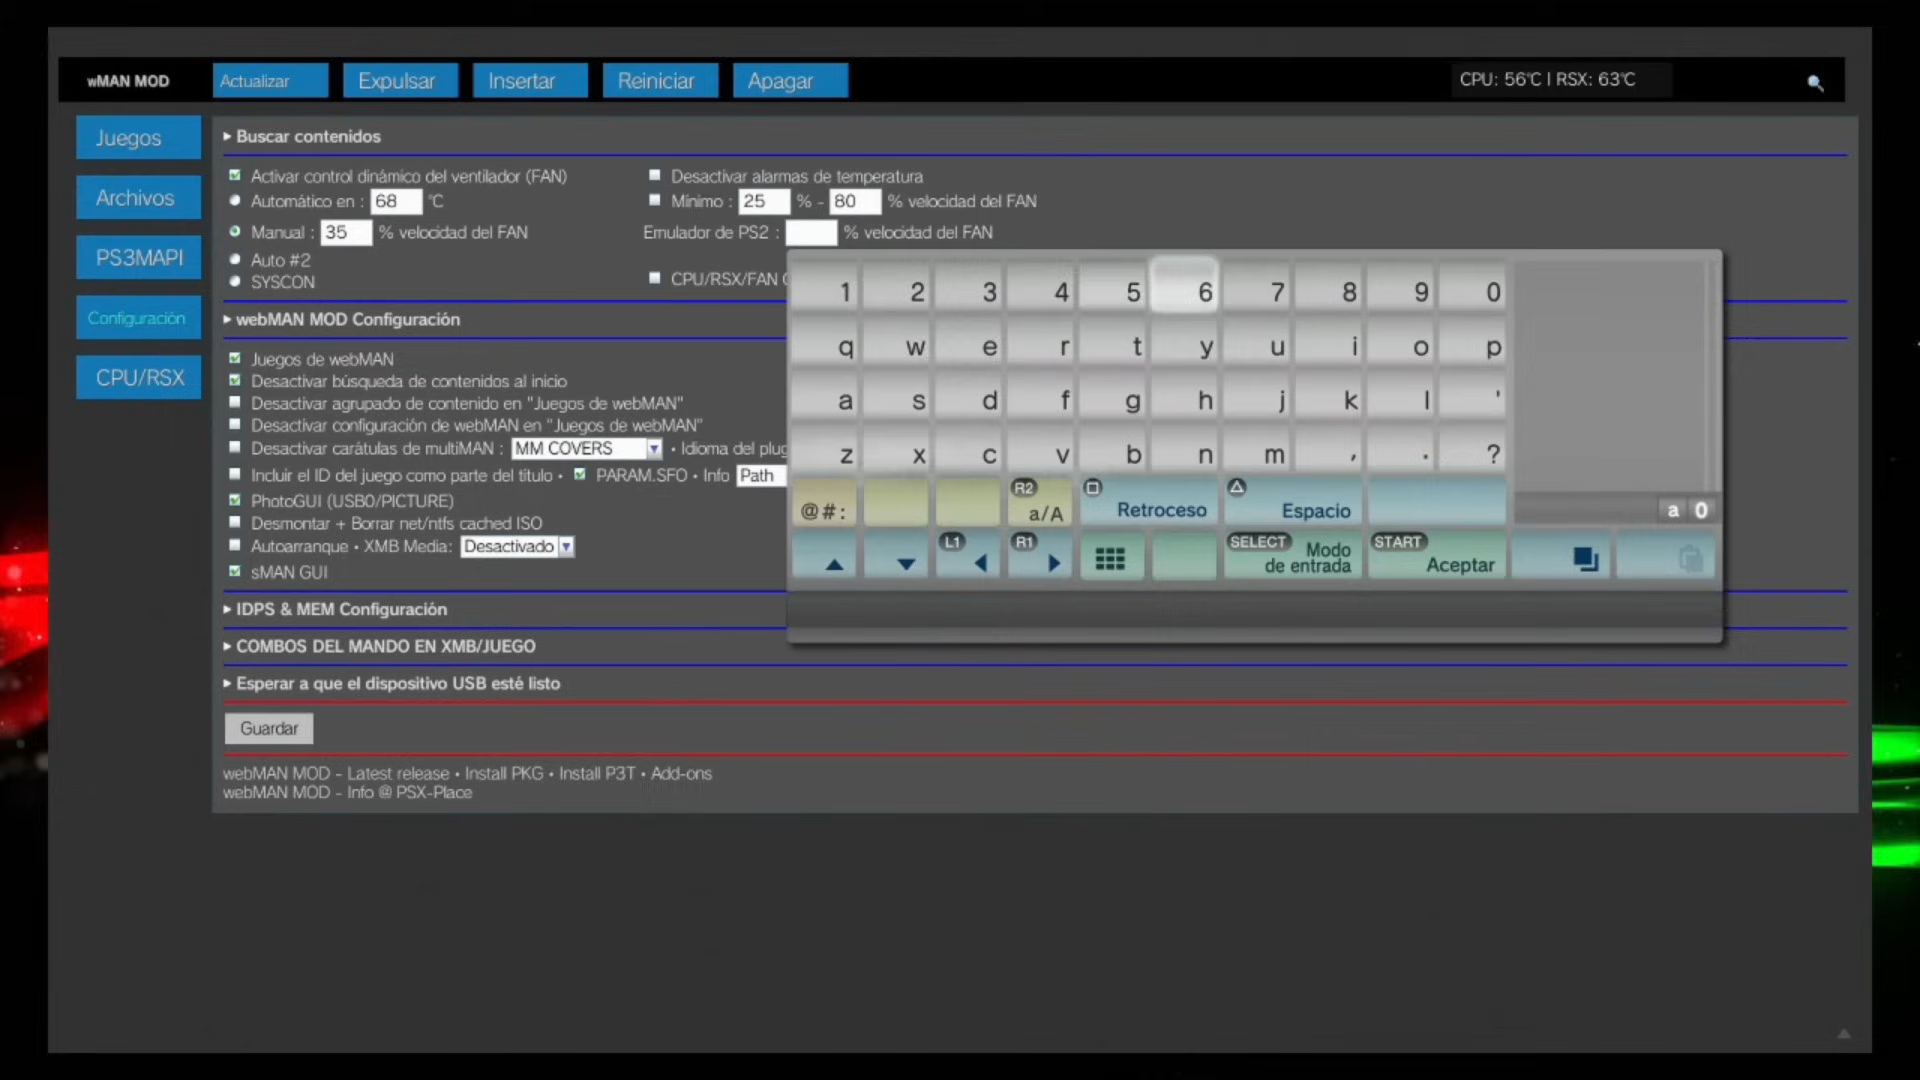 wMAN MOD Actualizar Expulsar Insertar Reiniciar Apagar CPU: 56°C | RSX: 63°C
Juegos
Archivos
PS3MAPI
Configuración
CPU/RSX
Buscar contenidos
Activar control dinámico del ventilador (FAN) Desactivar alarmas de temperatura
Automático en : 68 °C Mínimo : 25 % - 80 % velocidad del FAN
Manual : 35 % velocidad del FAN Emulador de PS2 : % velocidad del FAN
Auto #2
SYSCON CPU/RSX/FAN
webMAN MOD Configuración
Juegos de webMAN
Desactivar búsqueda de contenidos al inicio
Desactivar agrupado de contenido en "Juegos de webMAN"
Desactivar configuración de webMAN en "Juegos de webMAN"
Desactivar carátulas de multiMAN : MM COVERS • Idioma del plug
Incluir el ID del juego como parte del título • PARAM.SFO • Info Path
PhotoGUI (USB0/PICTURE)
Desmontar + Borrar net/ntfs cached ISO
Autoarranque • XMB Media: Desactivado
sMAN GUI
IDPS & MEM Configuración
COMBOS DEL MANDO EN XMB/JUEGO
Esperar a que el dispositivo USB esté listo
Guardar
webMAN MOD - Latest release • Install PKG • Install P3T • Add-ons
webMAN MOD - Info @ PSX-Place
1 2 3 4 5 6 7 8 9 0
q w e r t y u i o p
a s d f g h j k l '
z x c v b n m , . ?
@#: R2 a/A Retroceso Espacio a 0
L1 R1 SELECT Modo de entrada START Aceptar